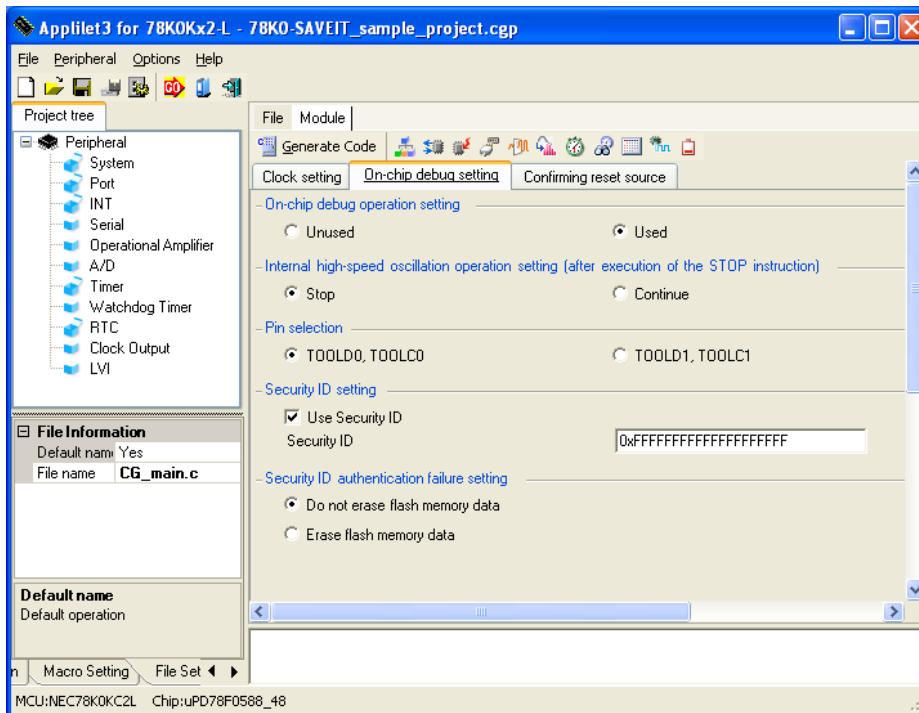 Applilet3 for 78K0Kx2-L - 78K0-SAVEIT_sample_project.cgp
File Peripheral Options Help
GO
Project tree
File Module
Peripheral
System
Port
INT
Serial
Operational Amplifier
A/D
Timer
Watchdog Timer
RTC
Clock Output
LVI
Generate Code
Clock setting On-chip debug setting Confirming reset source
On-chip debug operation setting
Unused Used
Internal high-speed oscillation operation setting (after execution of the STOP instruction)
Stop Continue
Pin selection
TOOLD0, TOOLC0 TOOLD1, TOOLC1
Security ID setting
Use Security ID
Security ID 0xFFFFFFFFFFFFFFFFFFFF
Security ID authentication failure setting
Do not erase flash memory data
Erase flash memory data
File Information
Default nam Yes
File name CG_main.c
Default name
Default operation
n Macro Setting File Set
MCU:NEC78K0KC2L Chip:uPD78F0588_48